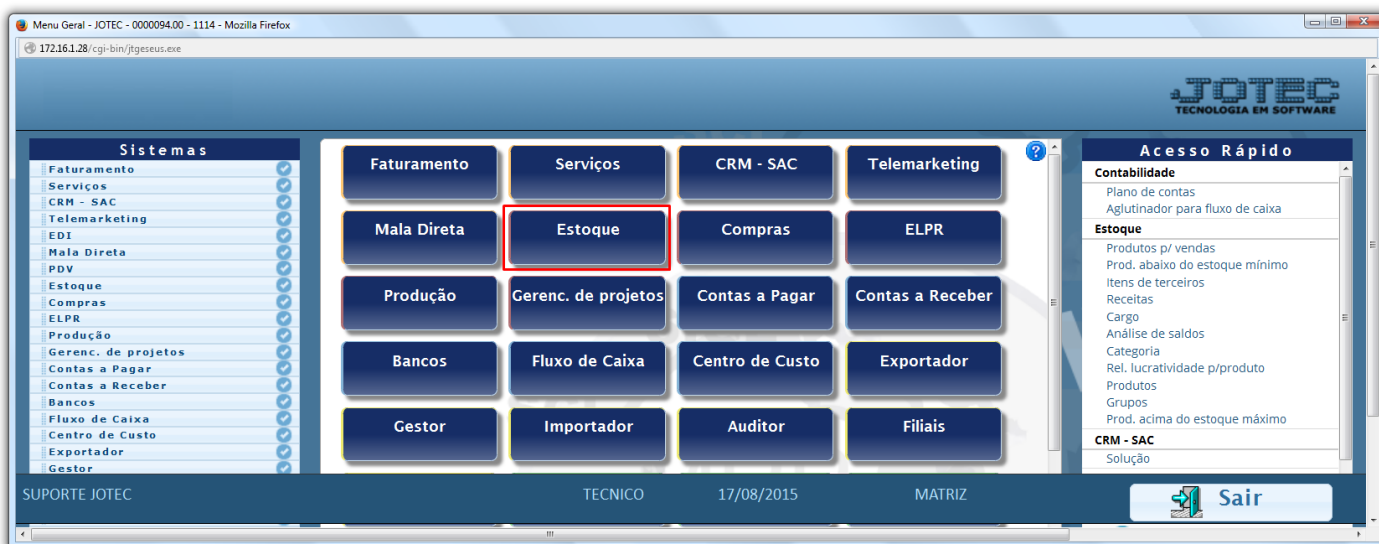 Menu Geral - JOTEC - 0000094.00 - 1114 - Mozilla Firefox
172.16.1.28/cgi-bin/jtgeseus.exe
JOTEC
TECNOLOGIA EM SOFTWARE
Sistemas
Faturamento
Serviços
CRM - SAC
Telemarketing
EDI
Mala Direta
PDV
Estoque
Compras
ELPR
Produção
Gerenc. de projetos
Contas a Pagar
Contas a Receber
Bancos
Fluxo de Caixa
Centro de Custo
Exportador
Gestor
Faturamento Serviços CRM - SAC Telemarketing
Mala Direta Estoque Compras ELPR
Produção Gerenc. de projetos Contas a Pagar Contas a Receber
Bancos Fluxo de Caixa Centro de Custo Exportador
Gestor Importador Auditor Filiais
?
Acesso Rápido
Contabilidade
Plano de contas
Aglutinador para fluxo de caixa
Estoque
Produtos p/ vendas
Prod. abaixo do estoque mínimo
Itens de terceiros
Receitas
Cargo
Análise de saldos
Categoria
Rel. lucratividade p/produto
Produtos
Grupos
Prod. acima do estoque máximo
CRM - SAC
Solução
SUPORTE JOTEC TECNICO 17/08/2015 MATRIZ Sair